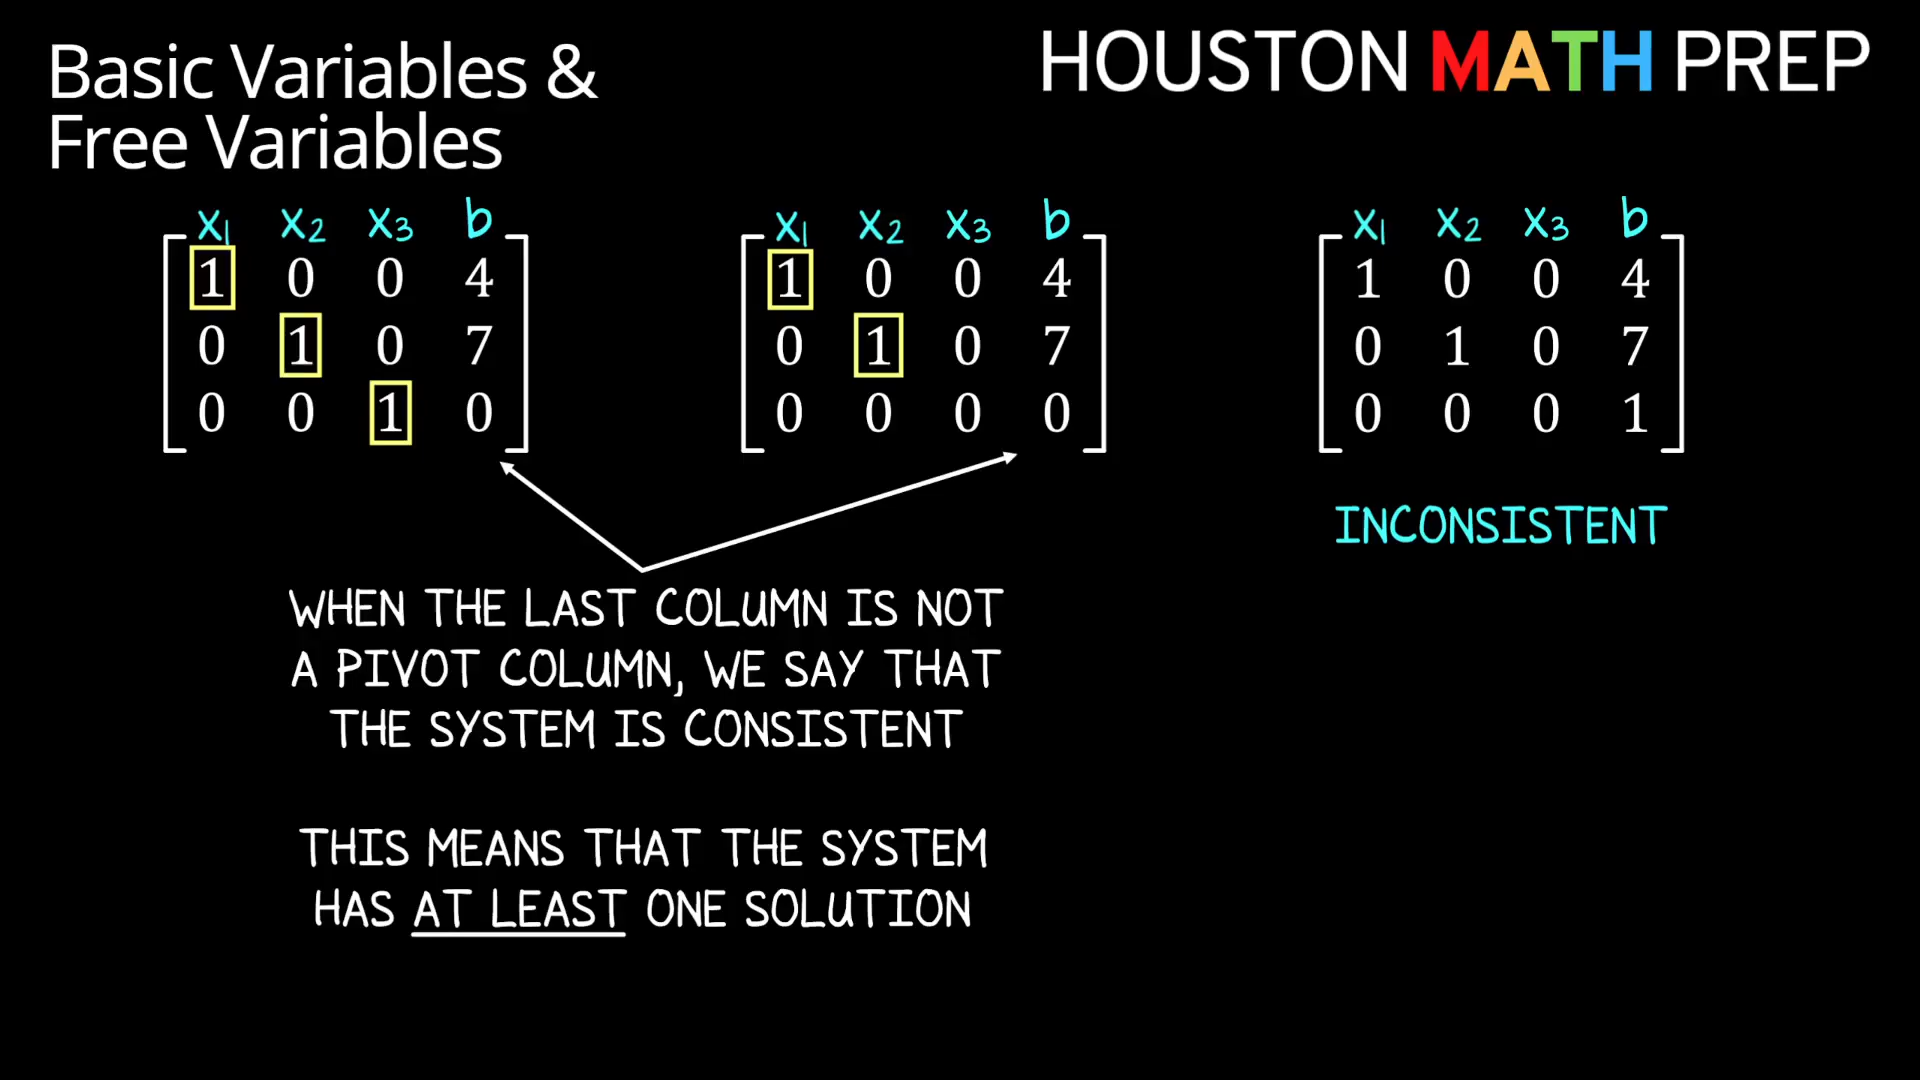 Basic Variables &
Free Variables
HOUSTON MATH PREP
x₁ x₂ x₃ b
1 0 0 4
0 1 0 7
0 0 1 0
x₁ x₂ x₃ b
1 0 0 4
0 1 0 7
0 0 0 0
x₁ x₂ x₃ b
1 0 0 4
0 1 0 7
0 0 0 1
INCONSISTENT
WHEN THE LAST COLUMN IS NOT
A PIVOT COLUMN, WE SAY THAT
THE SYSTEM IS CONSISTENT
THIS MEANS THAT THE SYSTEM
HAS AT LEAST ONE SOLUTION